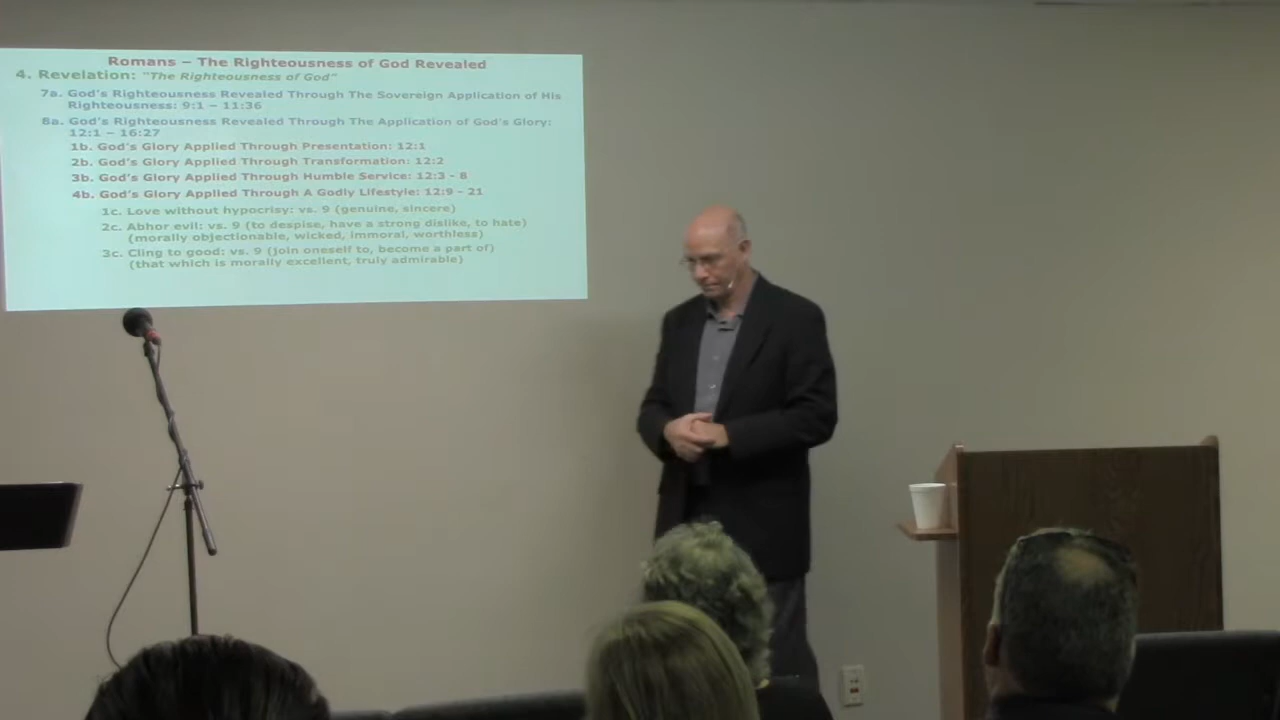 Romans – The Righteousness of God Revealed
4. Revelation: "The Righteousness of God"
7a. God's Righteousness Revealed Through The Sovereign Application of His
Righteousness: 9:1 – 11:36
8a. God's Righteousness Revealed Through The Application of God's Glory:
12:1 – 16:27
1b. God's Glory Applied Through Presentation: 12:1
2b. God's Glory Applied Through Transformation: 12:2
3b. God's Glory Applied Through Humble Service: 12:3 - 8
4b. God's Glory Applied Through A Godly Lifestyle: 12:9 - 21
1c. Love without hypocrisy: vs. 9 (genuine, sincere)
2c. Abhor evil: vs. 9 (to despise, have a strong dislike, to hate)
(morally objectionable, wicked, immoral, worthless)
3c. Cling to good: vs. 9 (join oneself to, become a part of)
(that which is morally excellent, truly admirable)